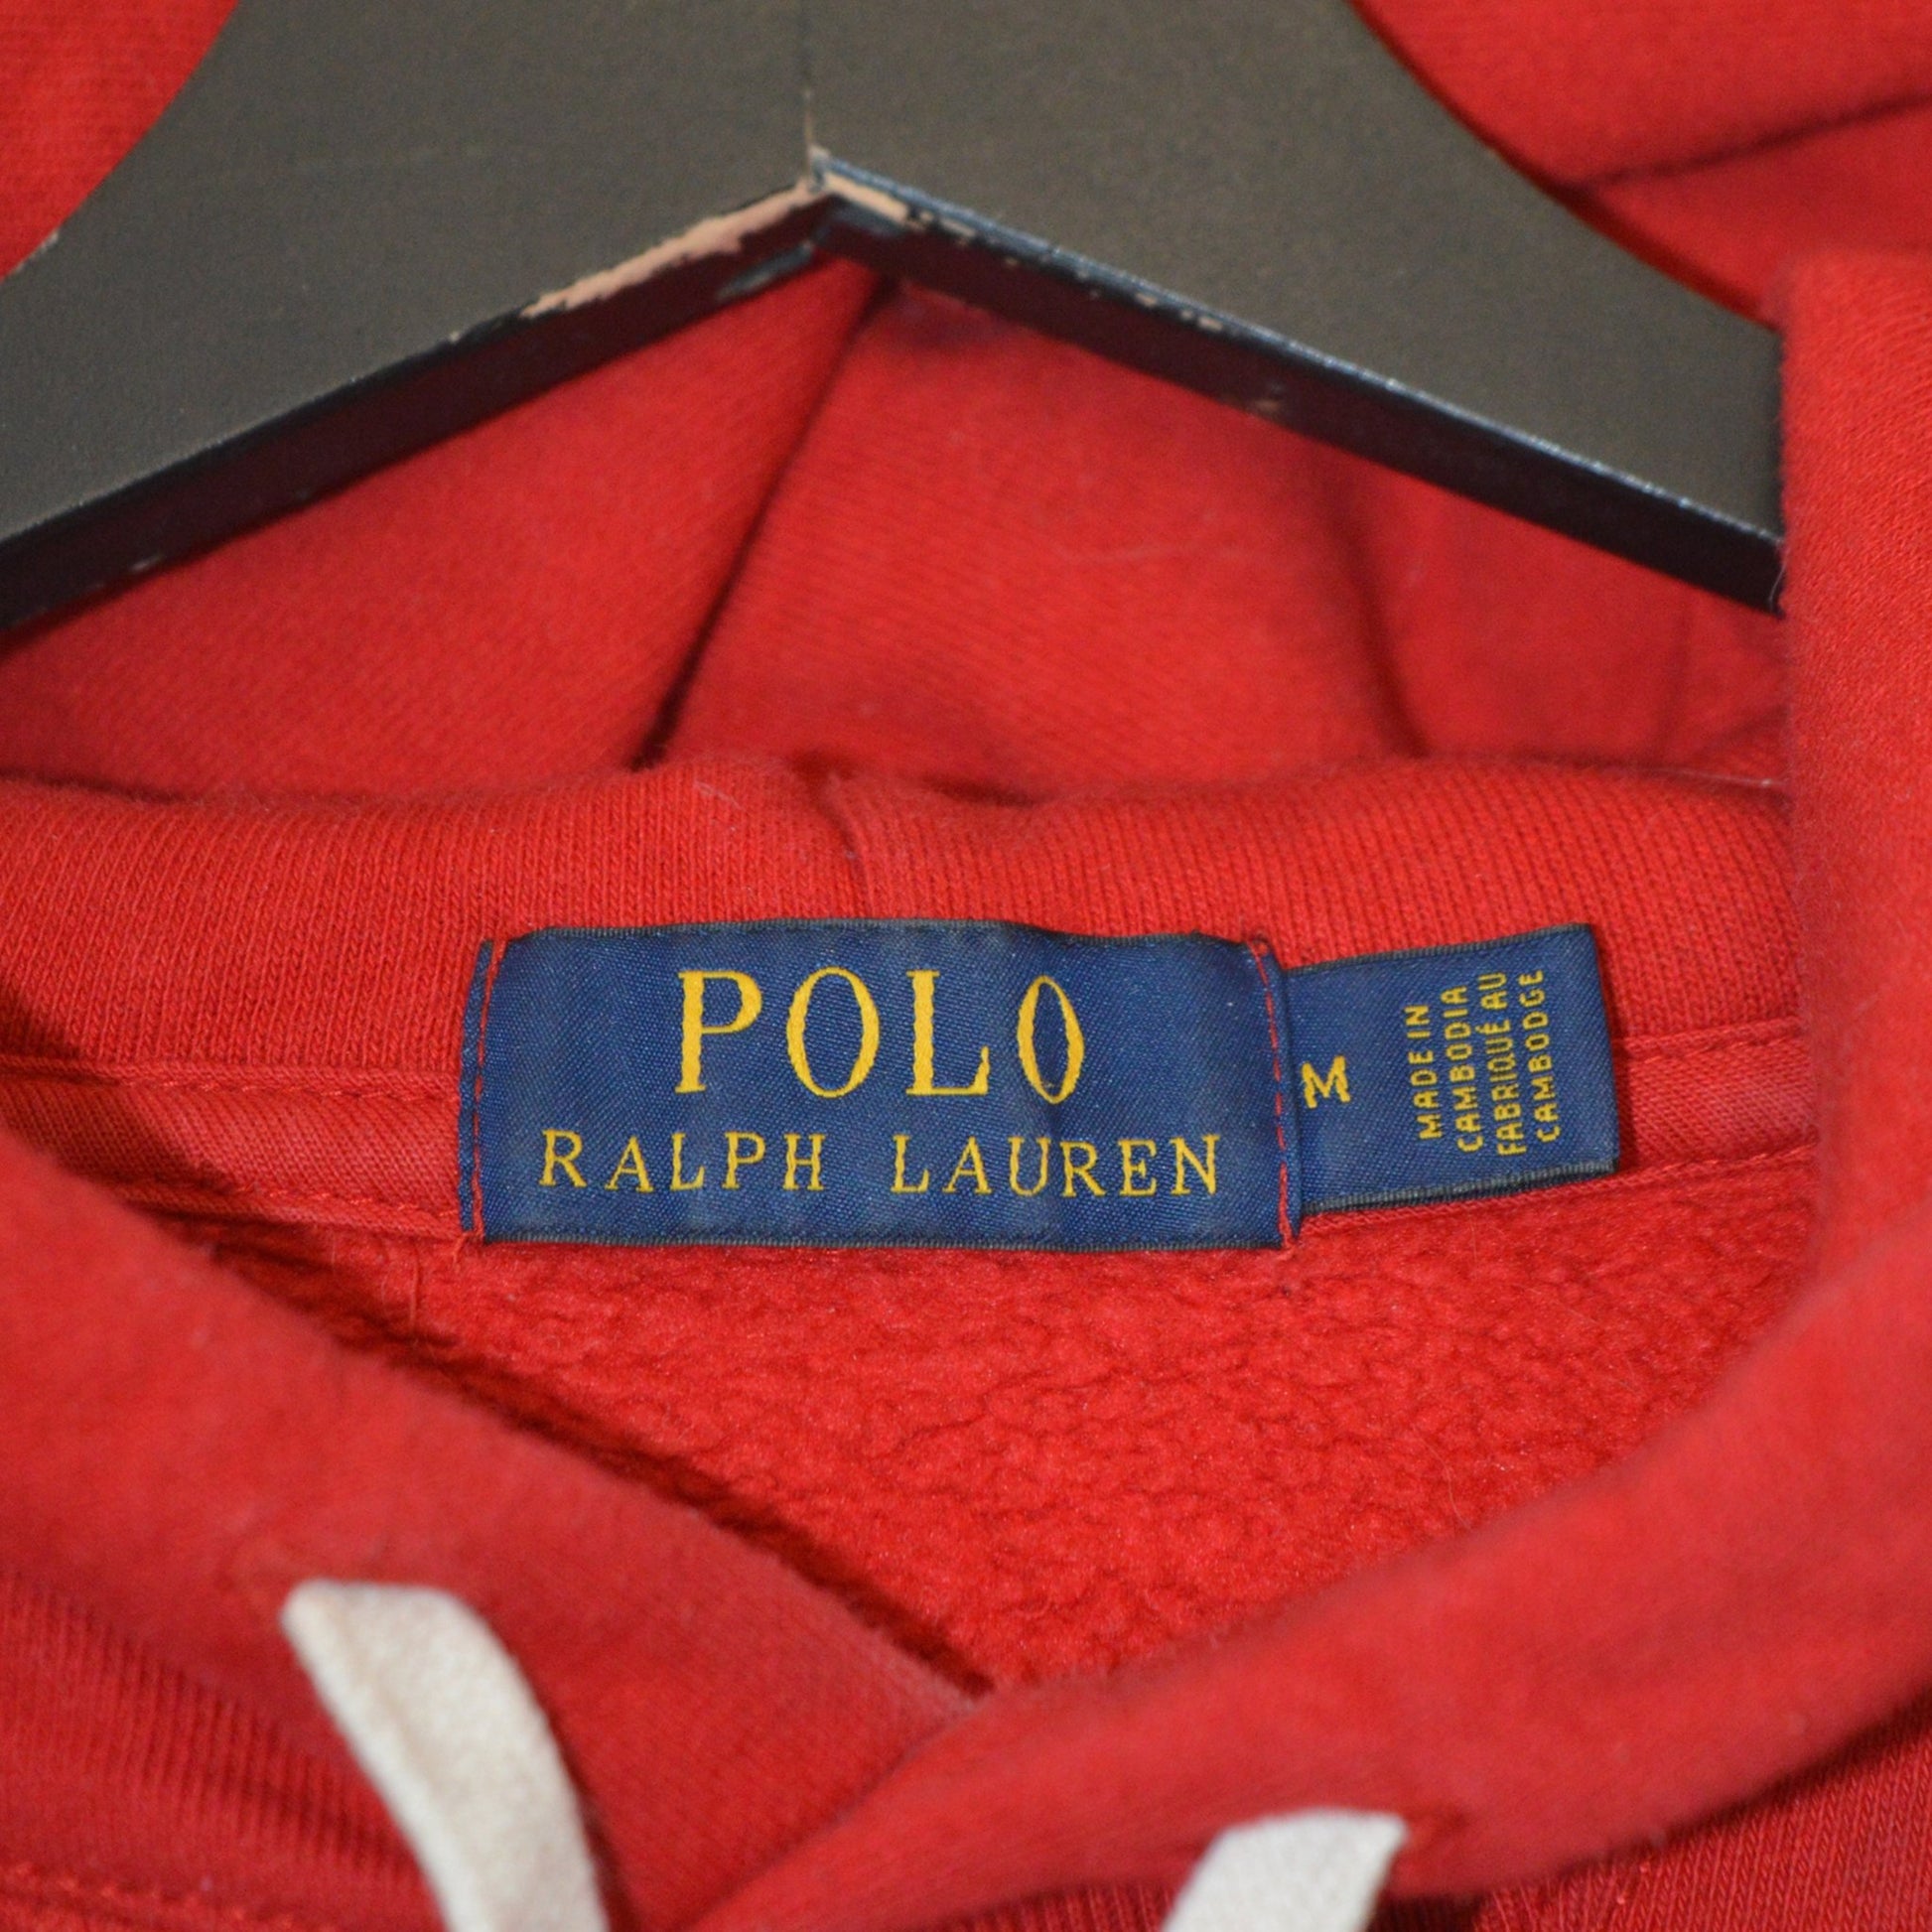 POLO
RALPH LAUREN
M
MADE IN
CAMBODIA
FABRIQUÉ AU
CAMBODGE